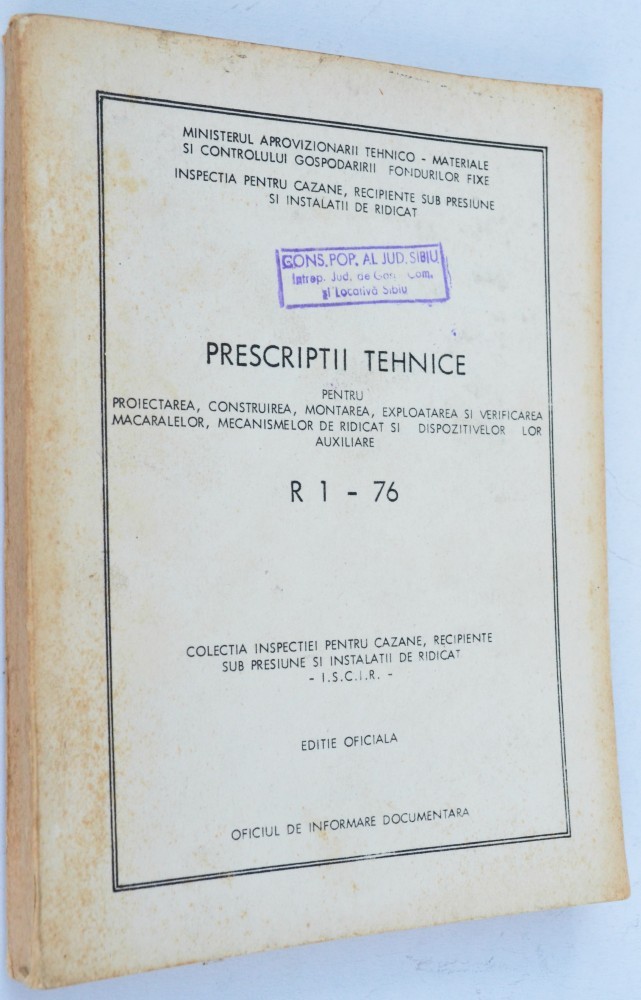 MINISTERUL APROVIZIONARII TEHNICO - MATERIALE
SI CONTROLULUI GOSPODARIRII FONDURILOR FIXE
INSPECTIA PENTRU CAZANE, RECIPIENTE SUB PRESIUNE
SI INSTALATII DE RIDICAT
CONS. POP. AL JUD. SIBIU
Intrep. Jud. de Com.
și Locativă Sibiu
PRESCRIPTII TEHNICE
PENTRU
PROIECTAREA, CONSTRUIREA, MONTAREA, EXPLOATAREA SI VERIFICAREA
MACARALELOR, MECANISMELOR DE RIDICAT SI DISPOZITIVELOR LOR
AUXILIARE
R 1 - 76
COLECTIA INSPECTIEI PENTRU CAZANE, RECIPIENTE
SUB PRESIUNE SI INSTALATII DE RIDICAT
- I.S.C.I.R. -
EDITIE OFICIALA
OFICIUL DE INFORMARE DOCUMENTARA